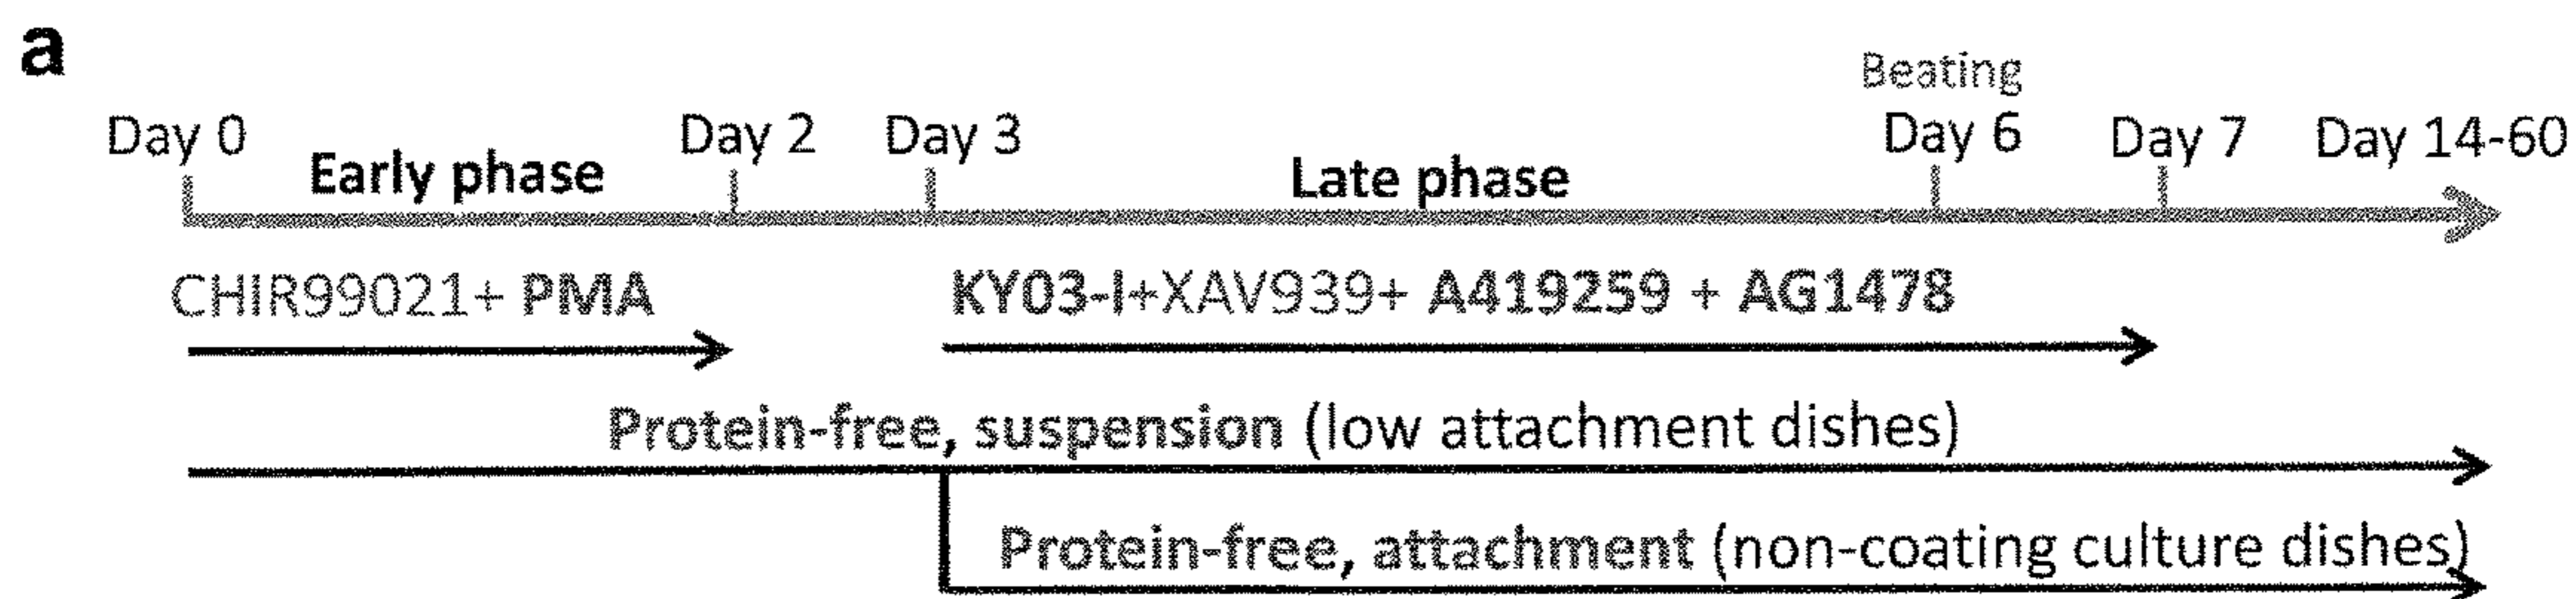 a
Beating
Day 0 Day 2 Day 3 Day 6 Day 7 Day 14-60
Early phase Late phase
CHIR99021+ PMA KY03-I+XAV939+ A419259 + AG1478
Protein-free, suspension (low attachment dishes)
Protein-free, attachment (non-coating culture dishes)